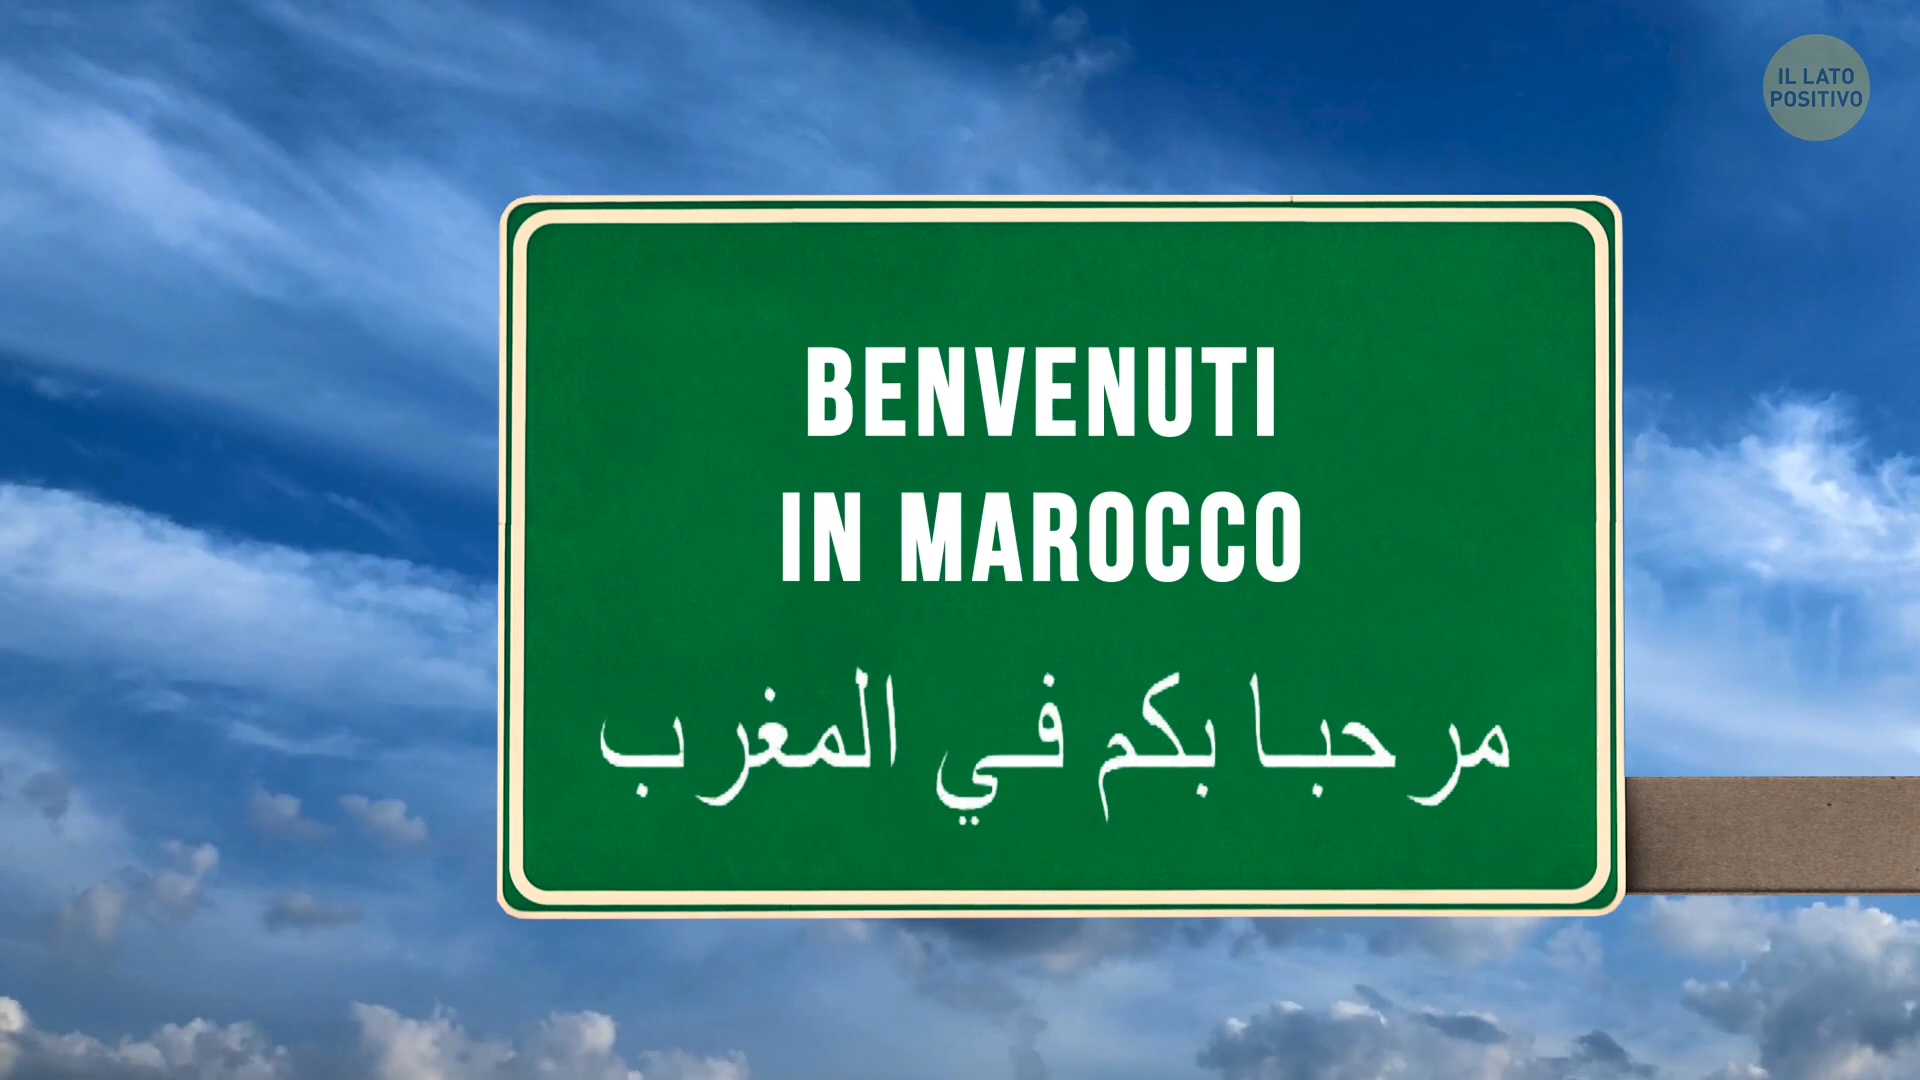 IL LATO
POSITIVO
BENVENUTI
IN MAROCCO
مرحبا بكم في المغرب